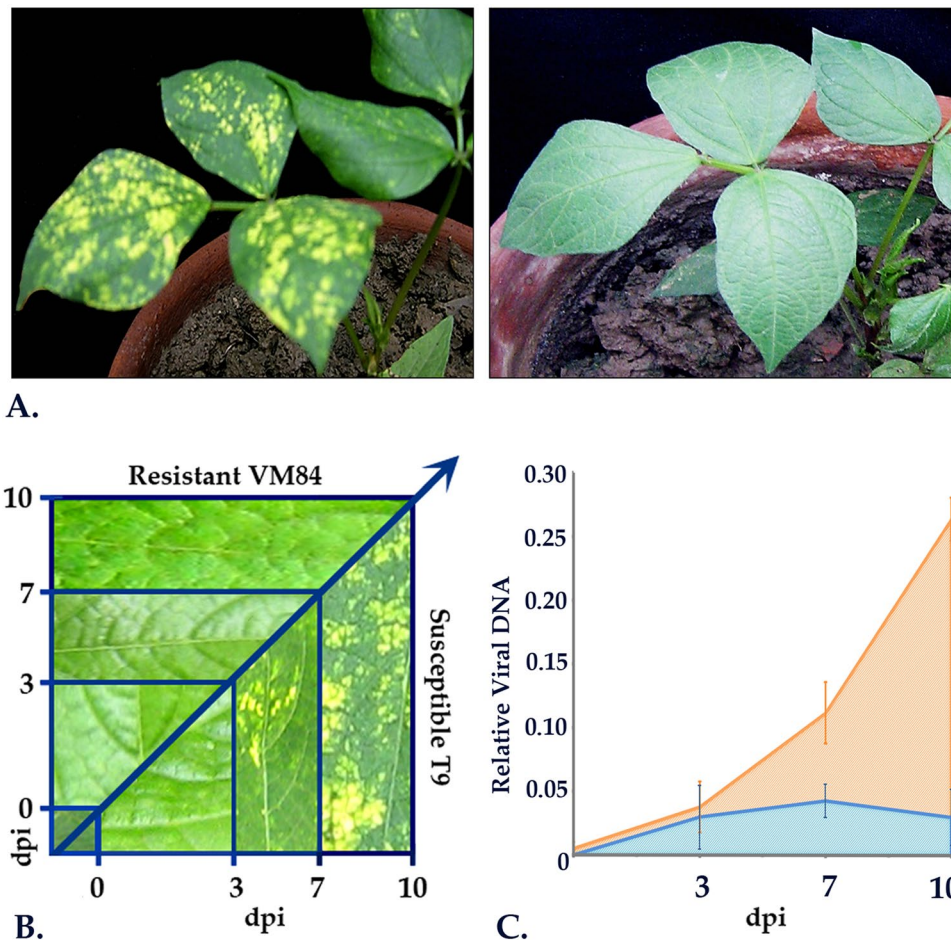 A.
Resistant VM84
10
7
3
0
dpi
0 3 7 10
dpi
Susceptible T9
B.
0.30
0.25
0.20
0.15
0.10
0.05
0
Relative Viral DNA
3 7 10
dpi
C.